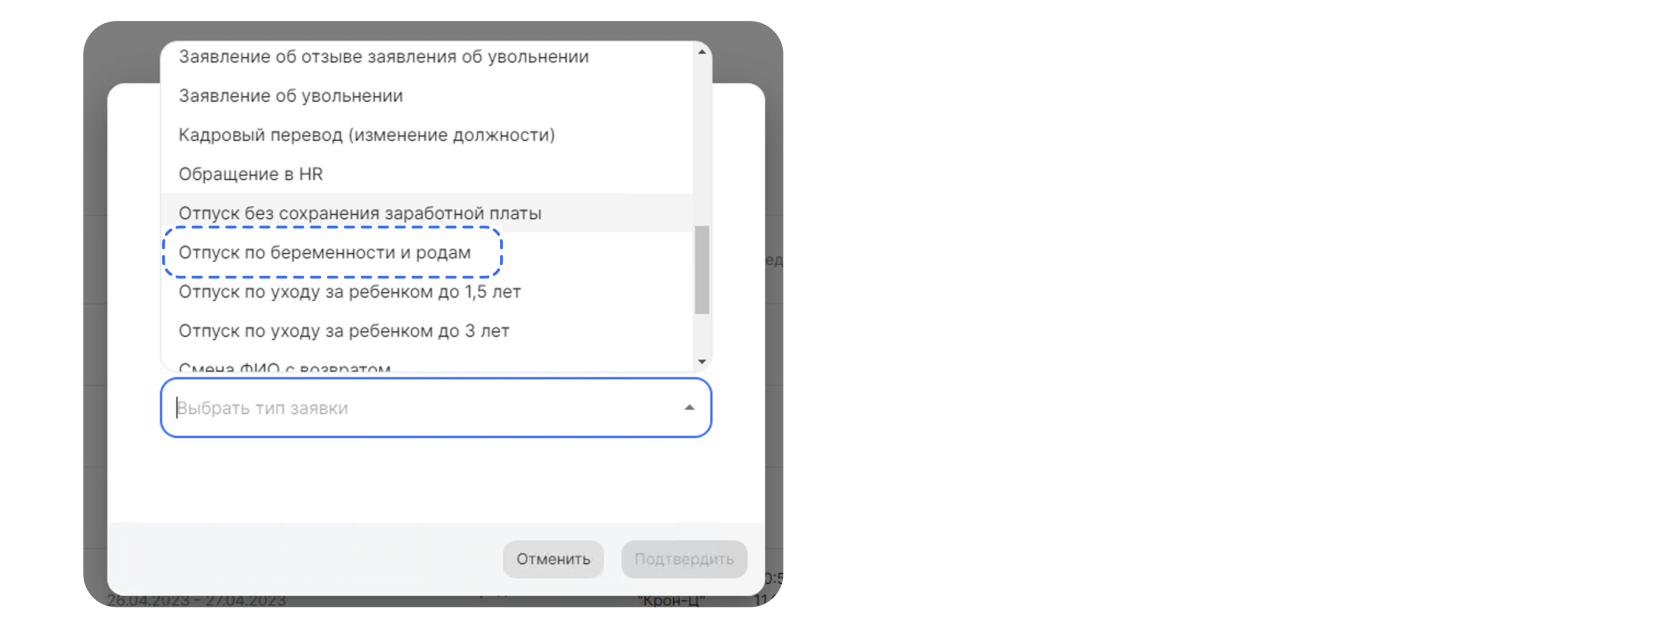 Заявление об отзыве заявления об увольнении
Заявление об увольнении
Кадровый перевод (изменение должности)
Обращение в HR
Отпуск без сохранения заработной платы
Отпуск по беременности и родам
Отпуск по уходу за ребенком до 1,5 лет
Отпуск по уходу за ребенком до 3 лет
Смена ФИО с возвратом
Выбрать тип заявки
Отменить
Подтвердить
26.04.2023 - 27.04.2023
"Крон-Ц"